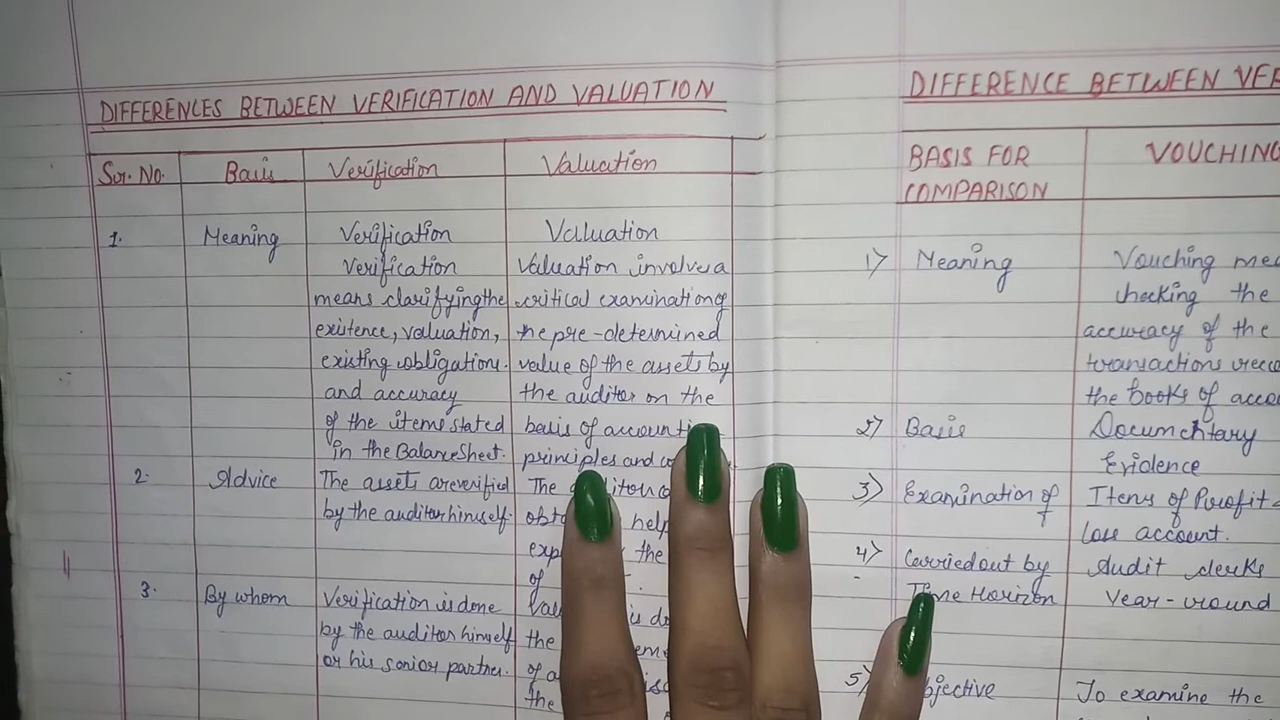 DIFFERENCES BETWEEN VERIFICATION AND VALUATION
Sr. No. Basis Verification Valuation
1. Meaning Verification Valuation
Verification Valuation involve a
means clarifying the critical examination of
existence, valuation, the pre-determined
existing obligations. value of the assets by
and accuracy the auditor on the
of the items stated basis of
in the Balance Sheet. principles and
2. Advice The assets are verified The
by the auditor himself. help
the
of
3. By whom Verification is done
by the auditor himself the
or his senior partner. of
the
DIFFERENCE BETWEEN
BASIS FOR VOUCHING
COMPARISON
1) Meaning Vouching
checking the
accuracy of the
transactions
the books of
2) Basis Documentary
Evidence
3) Examination of Items of Profit
loss account.
4) Carried out by Audit clerks
Time Horizon Year-round
5) To examine the